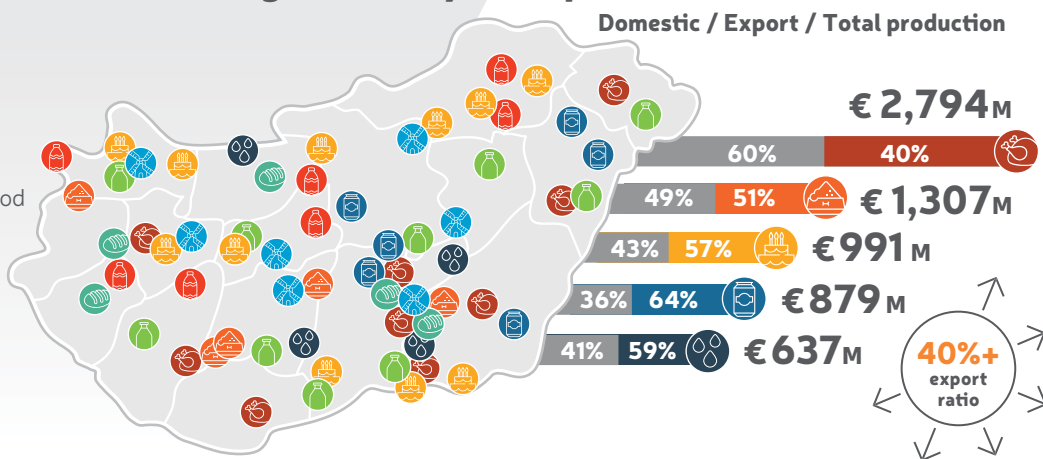 Domestic / Export / Total production
€ 2,794M
60% 40%
49% 51% € 1,307M
43% 57% € 991M
36% 64% € 879M
41% 59% € 637M
40%+
export
ratio